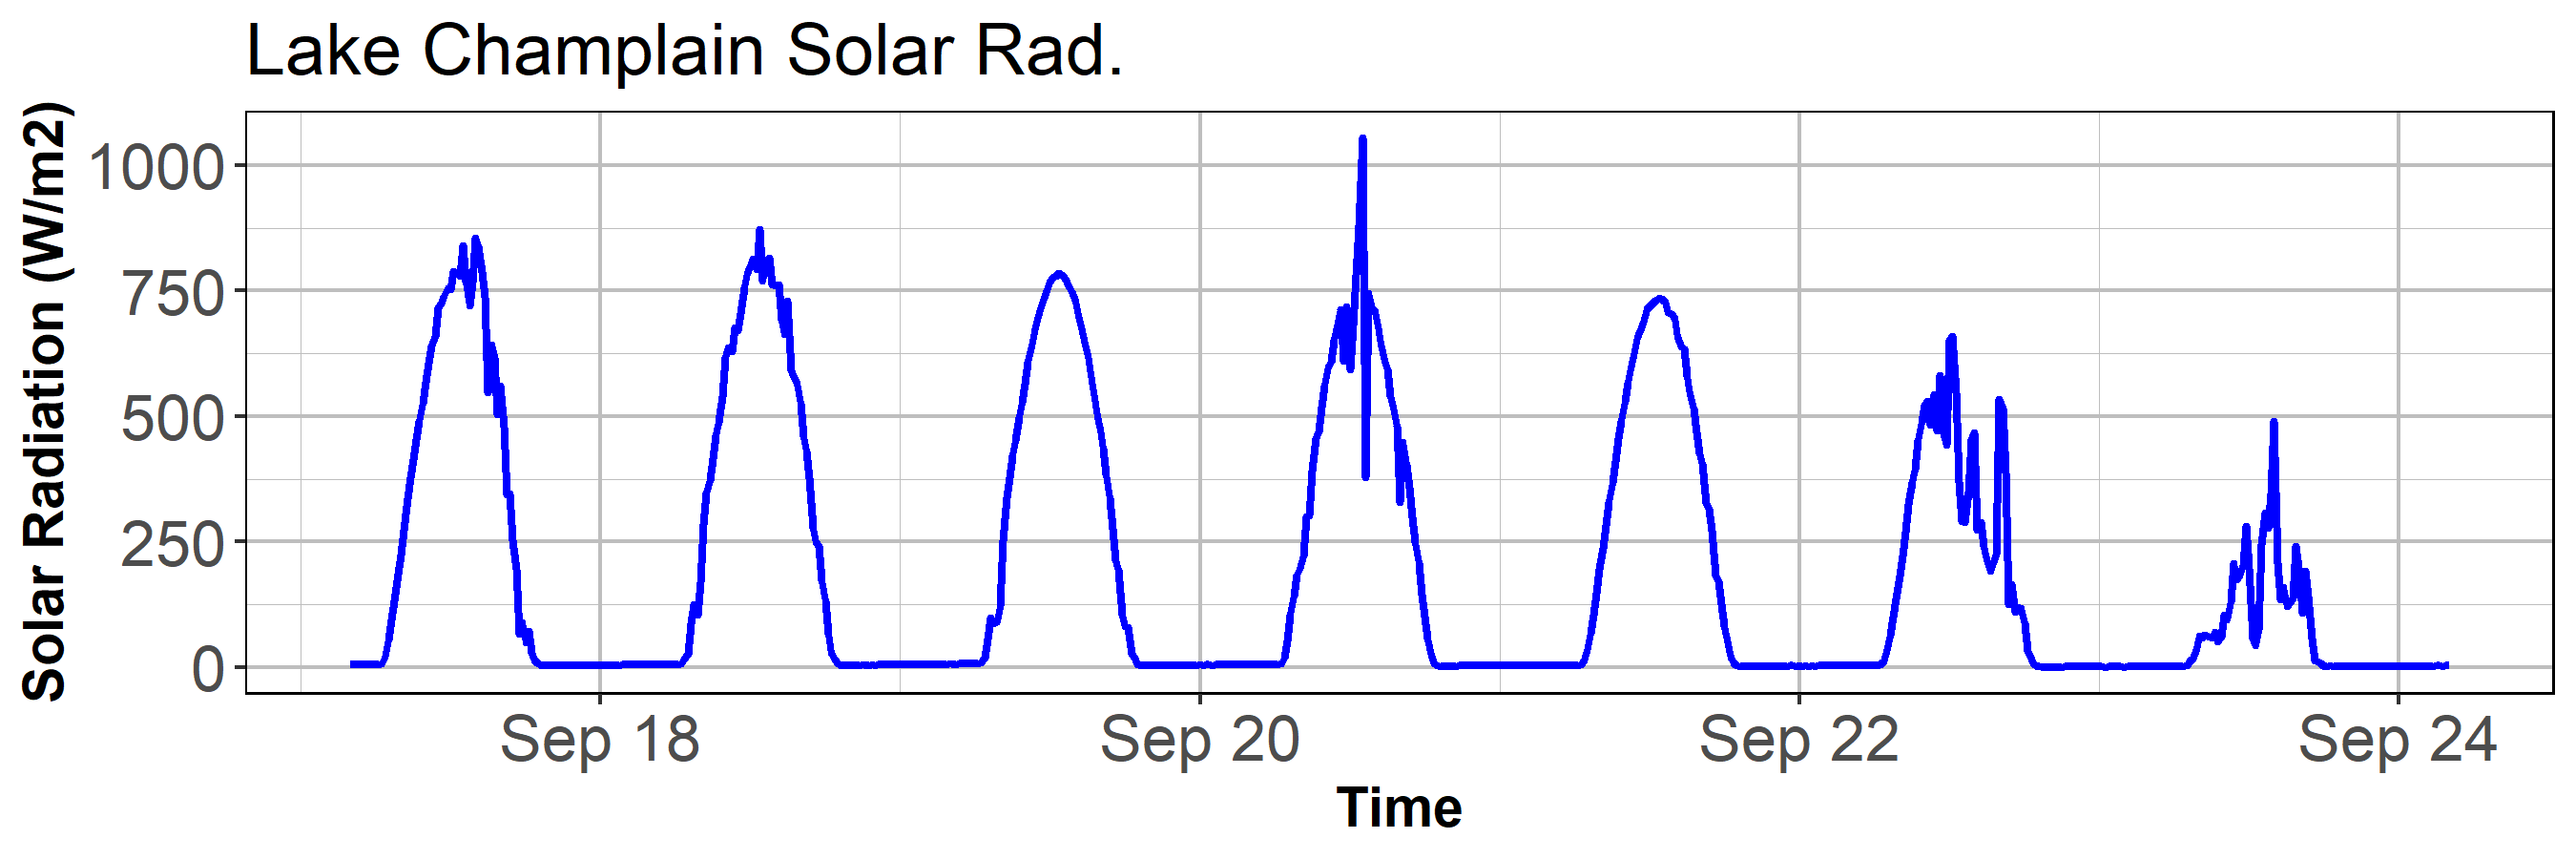 Lake Champlain Solar Rad.
Solar Radiation (W/m2)
1000
750
500
250
0
Sep 18 Sep 20 Sep 22 Sep 24
Time